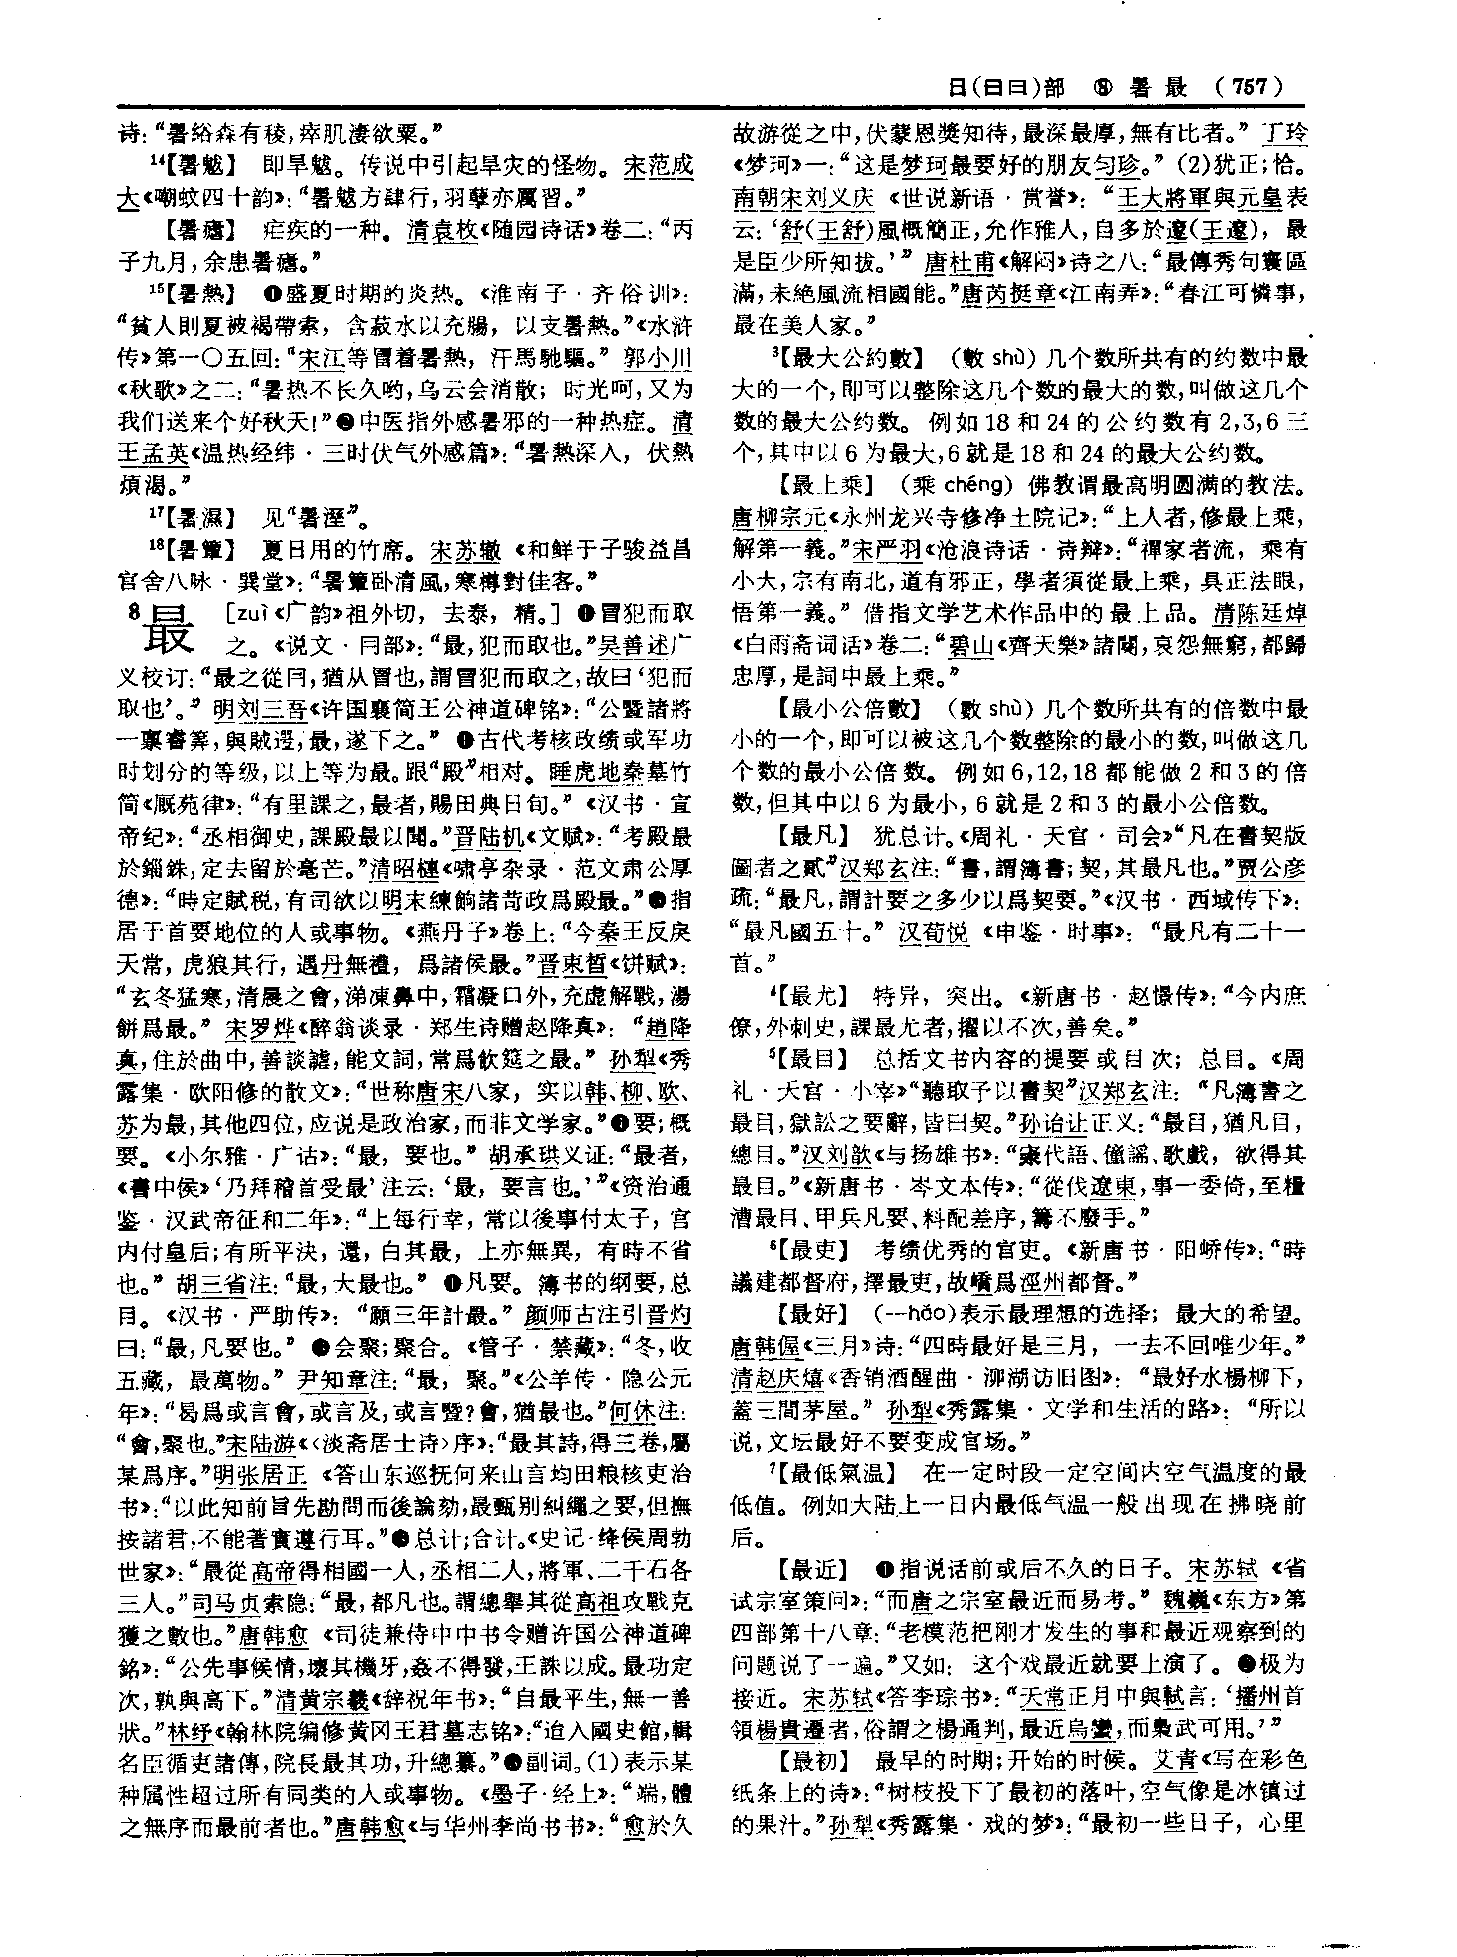 日(⺜曰)部 ⑧ 暑 最 (757)
诗：“暑绤森有稜，瘁肌淒欲粟。”
14【暑魃】 即旱魃。传说中引起旱灾的怪物。宋范成
大《嘲蚊四十韵》：“暑魃方肆行，羽孽亦厲習。”
【暑瘧】 疟疾的一种。清袁枚《随园诗话》卷二：“丙
子九月，余患暑瘧。”
15【暑熱】 ❶盛夏时期的炎热。《淮南子·齐俗训》：
“貧人則夏被褐帶索，含菽水以充腸，以支暑熱。”《水浒
传》第一〇五回：“宋江等冒着暑熱，汗馬馳驅。” 郭小川
《秋歌》之二：“暑热不长久哟，乌云会消散；时光呵，又为
我们送来个好秋天！”❷中医指外感暑邪的一种热症。清
王孟英《温热经纬·三时伏气外感篇》：“暑熱深入，伏熱
煩渴。”
17【暑濕】 见“暑溼”。
18【暑簟】 夏日用的竹席。宋苏辙《和鲜于子骏益昌
官舍八咏·巽堂》：“暑簟卧清風，寒樽對佳客。”
8最 [zuì《广韵》祖外切，去泰，精。] ❶冒犯而取
之。《说文·冃部》：“最，犯而取也。”吴善述广
义校订：“最之從冃，猶从冒也，謂冒犯而取之，故曰‘犯而
取也’。” 明刘三吾《许国襄简王公神道碑铭》：“公暨諸將
一禀睿筭，與賊遌，最，遂下之。” ❷古代考核政绩或军功
时划分的等级，以上等为最。跟“殿”相对。睡虎地秦墓竹
简《厩苑律》：“有里課之，最者，賜田典日旬。”《汉书·宣
帝纪》：“丞相御史，課殿最以聞。”晋陆机《文赋》：“考殿最
於錙銖，定去留於毫芒。”清昭槤《啸亭杂录·范文肃公厚
德》：“時定賦税，有司欲以明末練餉諸苛政爲殿最。”❸指
居于首要地位的人或事物。《燕丹子》卷上：“今秦王反戾
天常，虎狼其行，遇丹無禮，爲諸侯最。”晋束皙《饼赋》：
“玄冬猛寒，清晨之會，涕凍鼻中，霜凝口外，充虚解戰，湯
餅爲最。” 宋罗烨《醉翁谈录·郑生诗赠赵降真》：“趙降
真，住於曲中，善談謔，能文詞，常爲飲筵之最。” 孙犁《秀
露集·欧阳修的散文》：“世称唐宋八家，实以韩、柳、欧、
苏为最，其他四位，应说是政治家，而非文学家。”❹要；概
要。《小尔雅·广诂》：“最，要也。” 胡承珙义证：“最者，
《書中侯》‘乃拜稽首受最’注云：‘最，要言也。’”《资治通
鉴·汉武帝征和二年》：“上每行幸，常以後事付太子，宫
内付皇后；有所平決，還，白其最，上亦無異，有時不省
也。” 胡三省注：“最，大最也。” ❺凡要。簿书的纲要，总
目。《汉书·严助传》：“願三年計最。” 颜师古注引晋灼
曰：“最，凡要也。” ❻会聚；聚合。《管子·禁藏》：“冬，收
五藏，最萬物。” 尹知章注：“最，聚。”《公羊传·隐公元
年》：“曷爲或言會，或言及，或言暨？會，猶最也。”何休注：
“會，聚也。”宋陆游《〈淡斋居士诗〉序》：“最其詩，得三卷，屬
某爲序。”明张居正《答山东巡抚何来山言均田粮核吏治
书》：“以此知前旨先勘問而後論劾，最甄别糾繩之要，但撫
按諸君，不能著實遵行耳。”❼总计；合计。《史记·绛侯周勃
世家》：“最從高帝得相國一人，丞相二人，將軍、二千石各
三人。”司马贞索隐：“最，都凡也。謂總舉其從高祖攻戰克
獲之數也。”唐韩愈《司徒兼侍中中书令赠许国公神道碑
铭》：“公先事候情，壞其機牙，姦不得發，王誅以成。最功定
次，孰與高下。”清黄宗羲《辞祝年书》：“自最平生，無一善
狀。”林纾《翰林院编修黄冈王君墓志铭》：“迨入國史館，輯
名臣循吏諸傳，院長最其功，升總纂。”❽副词。(1)表示某
种属性超过所有同类的人或事物。《墨子·经上》：“端，體
之無序而最前者也。”唐韩愈《与华州李尚书书》：“愈於久
故游從之中，伏蒙恩獎知待，最深最厚，無有比者。” 丁玲
《梦珂》一：“这是梦珂最要好的朋友匀珍。” (2)犹正；恰。
南朝宋刘义庆《世说新语·赏誉》：“王大將軍與元皇表
云：‘舒(王舒)風概簡正，允作雅人，自多於邃(王邃)，最
是臣少所知拔。’” 唐杜甫《解闷》诗之八：“最傳秀句寰區
滿，未絶風流相國能。”唐芮挺章《江南弄》：“春江可憐事，
最在美人家。”
3【最大公約數】 (數 shù) 几个数所共有的约数中最
大的一个，即可以整除这几个数的最大的数，叫做这几个
数的最大公约数。例如18和24的公约数有2，3，6三
个，其中以6为最大，6就是18和24的最大公约数。
【最上乘】 (乘 chéng) 佛教谓最高明圆满的教法。
唐柳宗元《永州龙兴寺修净土院记》：“上人者，修最上乘，
解第一義。”宋严羽《沧浪诗话·诗辩》：“禪家者流，乘有
小大，宗有南北，道有邪正，學者須從最上乘，具正法眼，
悟第一義。” 借指文学艺术作品中的最上品。清陈廷焯
《白雨斋词话》卷二：“碧山《齊天樂》諸闋，哀怨無窮，都歸
忠厚，是詞中最上乘。”
【最小公倍數】 (數 shù) 几个数所共有的倍数中最
小的一个，即可以被这几个数整除的最小的数，叫做这几
个数的最小公倍数。例如6，12，18都能做2和3的倍
数，但其中以6为最小，6就是2和3的最小公倍数。
【最凡】 犹总计。《周礼·天官·司会》“凡在書契版
圖者之貳”汉郑玄注：“書，謂簿書；契，其最凡也。”贾公彦
疏：“最凡，謂計要之多少以爲契要。”《汉书·西域传下》：
“最凡國五十。” 汉荀悦《申鉴·时事》：“最凡有二十一
首。”
4【最尤】 特异，突出。《新唐书·赵憬传》：“今内庶
僚，外刺史，課最尤者，擢以不次，善矣。”
5【最目】 总括文书内容的提要或目次；总目。《周
礼·天官·小宰》“聽取予以書契”汉郑玄注：“凡簿書之
最目，獄訟之要辭，皆曰契。”孙诒让正义：“最目，猶凡目，
總目。”汉刘歆《与扬雄书》：“䆁代語、僮謡、歌戲，欲得其
最目。”《新唐书·岑文本传》：“從伐遼東，事一委倚，至糧
漕最目、甲兵凡要、料配差序，籌不廢手。”
6【最吏】 考绩优秀的官吏。《新唐书·阳峤传》：“時
議建都督府，擇最吏，故嶠爲涇州都督。”
【最好】 (--hǎo)表示最理想的选择；最大的希望。
唐韩偓《三月》诗：“四時最好是三月，一去不回唯少年。”
清赵庆熺《香销酒醒曲·泖湖访旧图》：“最好水楊柳下，
蓋三間茅屋。” 孙犁《秀露集·文学和生活的路》：“所以
说，文坛最好不要变成官场。”
7【最低氣温】 在一定时段一定空间内空气温度的最
低值。例如大陆上一日内最低气温一般出现在拂晓前
后。
【最近】 ❶指说话前或后不久的日子。宋苏轼《省
试宗室策问》：“而唐之宗室最近而易考。” 魏巍《东方》第
四部第十八章：“老模范把刚才发生的事和最近观察到的
问题说了一遍。”又如：这个戏最近就要上演了。❷极为
接近。宋苏轼《答李琮书》：“天常正月中與軾言：‘播州首
領楊貴遷者，俗謂之楊通判，最近烏蠻，而梟武可用。’”
【最初】 最早的时期；开始的时候。艾青《写在彩色
纸条上的诗》：“树枝投下了最初的落叶，空气像是冰镇过
的果汁。”孙犁《秀露集·戏的梦》：“最初一些日子，心里